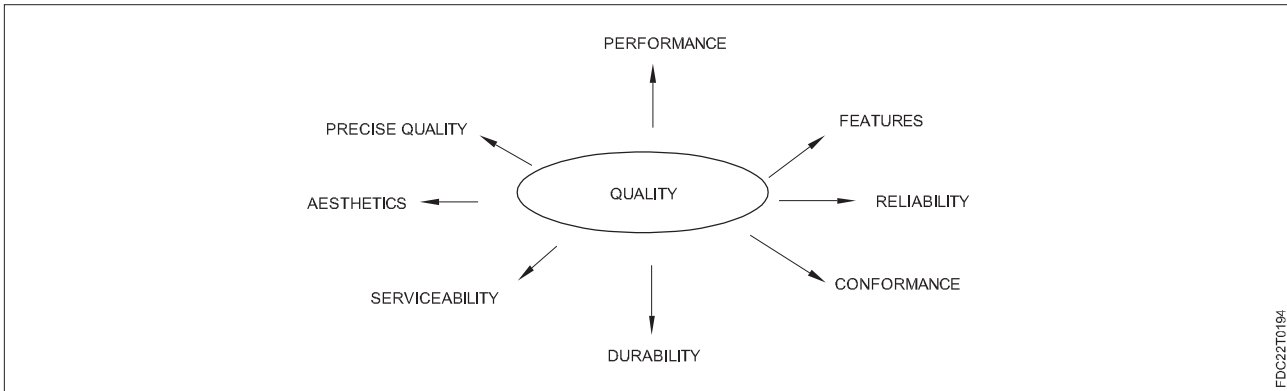 PERFORMANCE
FEATURES
PRECISE QUALITY
QUALITY
AESTHETICS
RELIABILITY
CONFORMANCE
SERVICEABILITY
DURABILITY
FDC22T0194